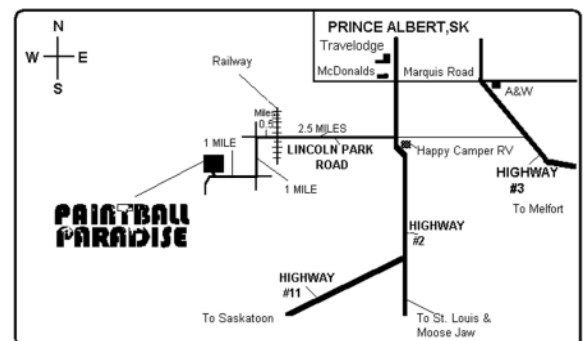 N
W E
S
PRINCE ALBERT,SK
Travelodge
McDonalds
Marquis Road
A&W
Railway
Miles
0.5
2.5 MILES
1 MILE
LINCOLN PARK
ROAD
Happy Camper RV
1 MILE
HIGHWAY
#3
To Melfort
PAINTBALL
PARADISE
HIGHWAY
#2
HIGHWAY
#11
To Saskatoon
To St. Louis &
Moose Jaw